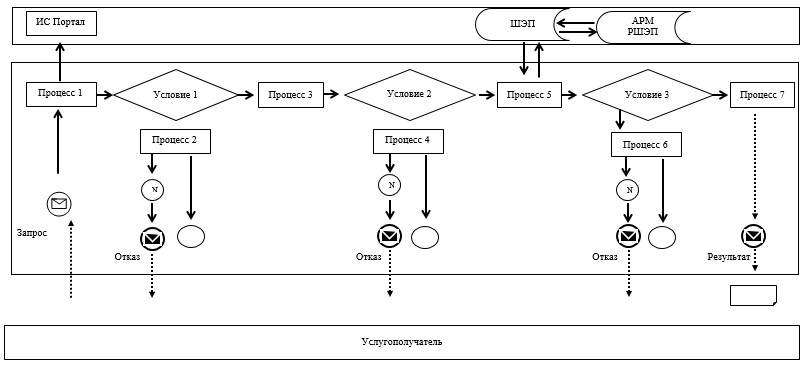 ИС Портал
ШЭП
АРМ
РШЭП
Процесс 1
Условие 1
Процесс 3
Условие 2
Процесс 5
Условие 3
Процесс 7
Процесс 2
Процесс 4
Процесс 6
N
N
N
Запрос
Отказ
Отказ
Отказ
Результат
Услугополучатель